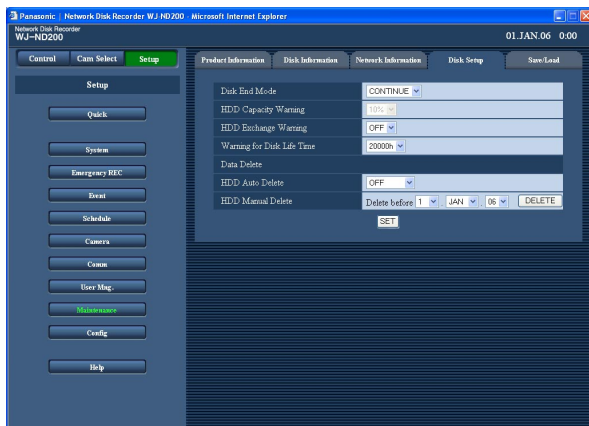 Panasonic | Network Disk Recorder WJ-ND200 - Microsoft Internet Explorer
Network Disk Recorder
WJ-ND200
01.JAN.06 0:00
Control Cam Select Setup
Product Information Disk Information Network Information Disk Setup Save/Load
Setup
Quick
System
Emergency REC
Event
Schedule
Camera
Comm
User Mng.
Maintenance
Config
Help
Disk End Mode CONTINUE
HDD Capacity Warning 10%
HDD Exchange Warning OFF
Warning for Disk Life Time 20000h
Data Delete
HDD Auto Delete OFF
HDD Manual Delete Delete before 1 . JAN . 06 DELETE
SET